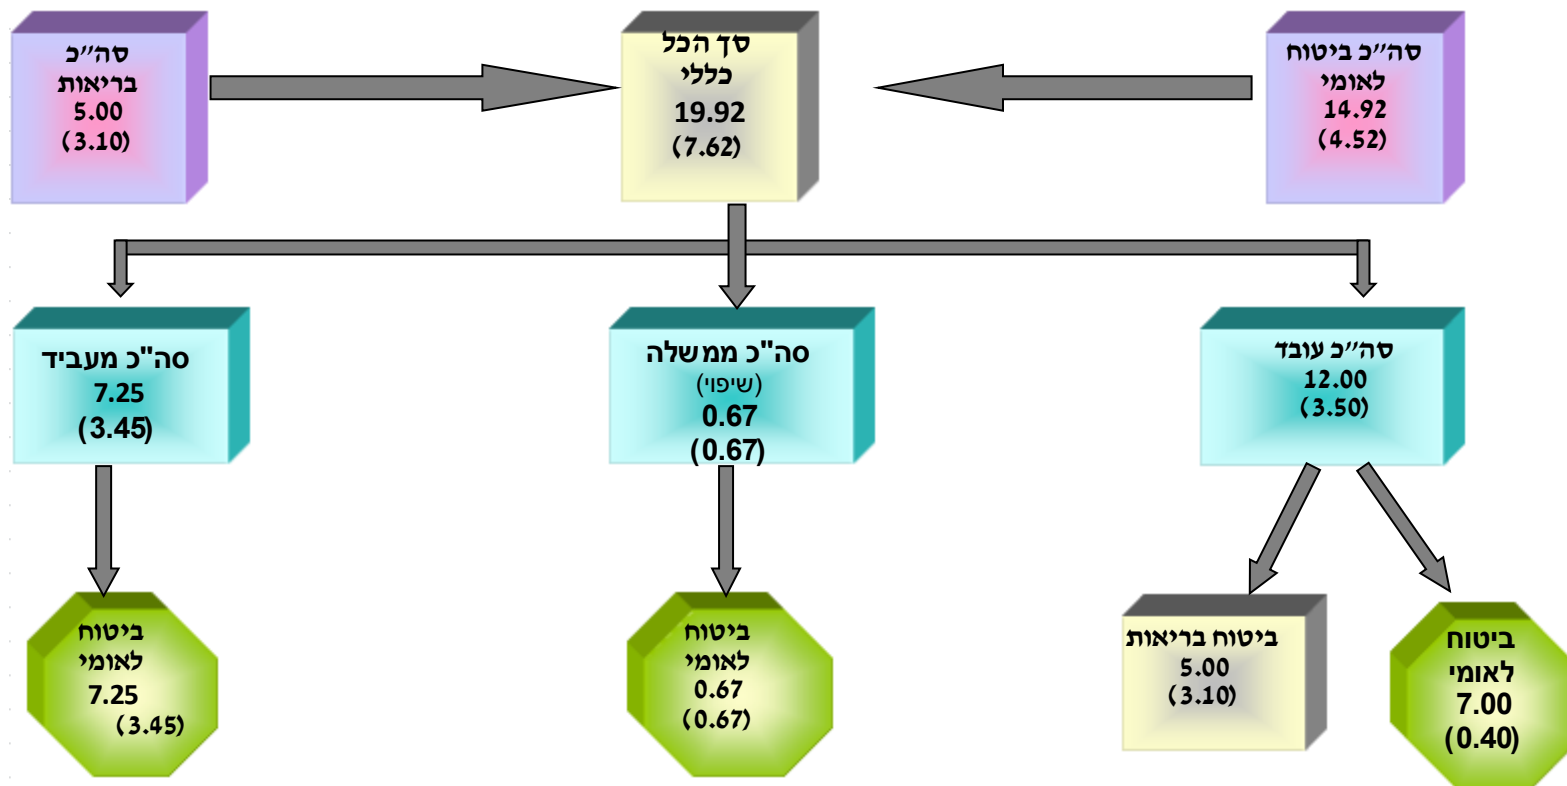 סה״כ ביטוח
לאומי
14.92
(4.52)
סך הכל
כללי
19.92
(7.62)
סה״כ
בריאות
5.00
(3.10)
סה״כ עובד
12.00
(3.50)
סה"כ ממשלה
(שיפוי)
0.67
(0.67)
סה"כ מעביד
7.25
(3.45)
ביטוח
לאומי
7.00
(0.40)
ביטוח בריאות
5.00
(3.10)
ביטוח
לאומי
0.67
(0.67)
ביטוח
לאומי
7.25
(3.45)